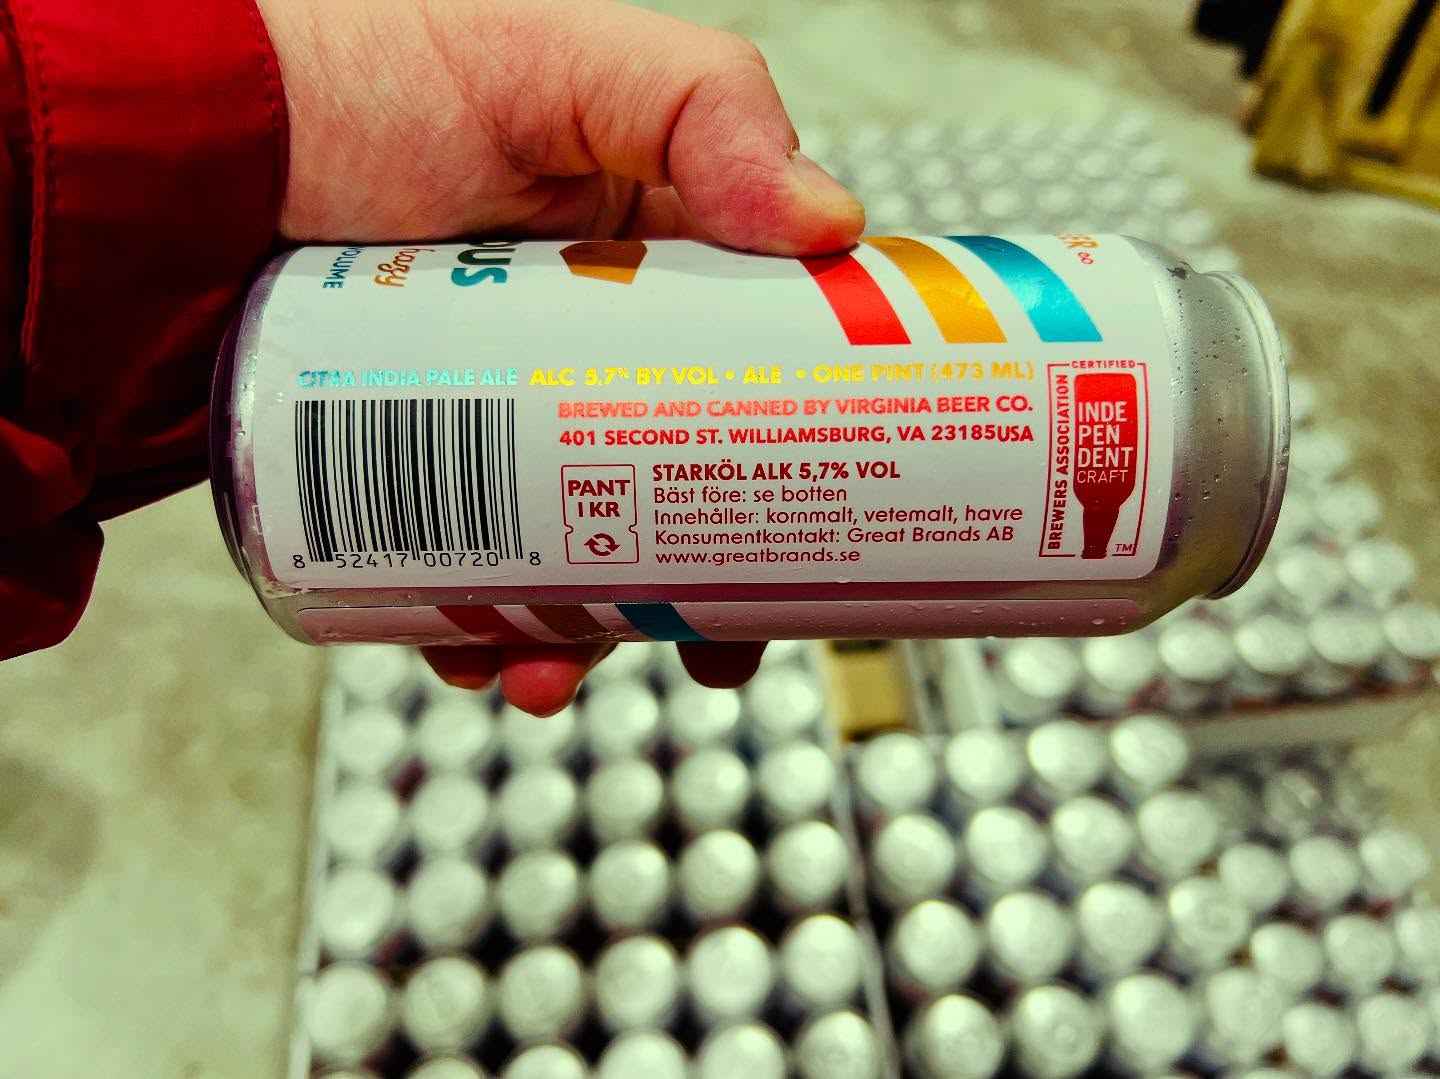 VOLUME
CITRA INDIA PALE ALE ALC 5.7% BY VOL • ALE • ONE PINT (473 ML)
BREWED AND CANNED BY VIRGINIA BEER CO.
401 SECOND ST. WILLIAMSBURG, VA 23185USA
PANT
1 KR
STARKÖL ALK 5,7% VOL
Bäst före: se botten
Innehåller: kornmalt, vetemalt, havre
Konsumentkontakt: Great Brands AB
www.greatbrands.se
8 52417 00720 8
CERTIFIED
BREWERS ASSOCIATION
INDE
PEN
DENT
CRAFT
TM